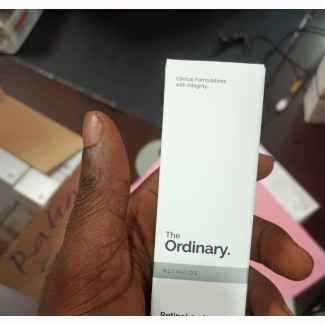 Clinical Formulations
with Integrity.
The
Ordinary.
RETINOIDS